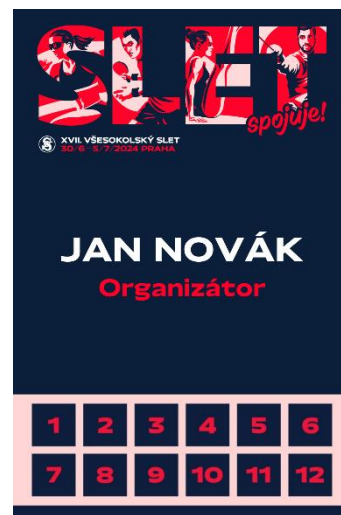 SLET
spojuje!
XVII. VŠESOKOLSKÝ SLET
30/6 – 5/7/2024 PRAHA
JAN NOVÁK
Organizátor
1 2 3 4 5 6
7 8 9 10 11 12